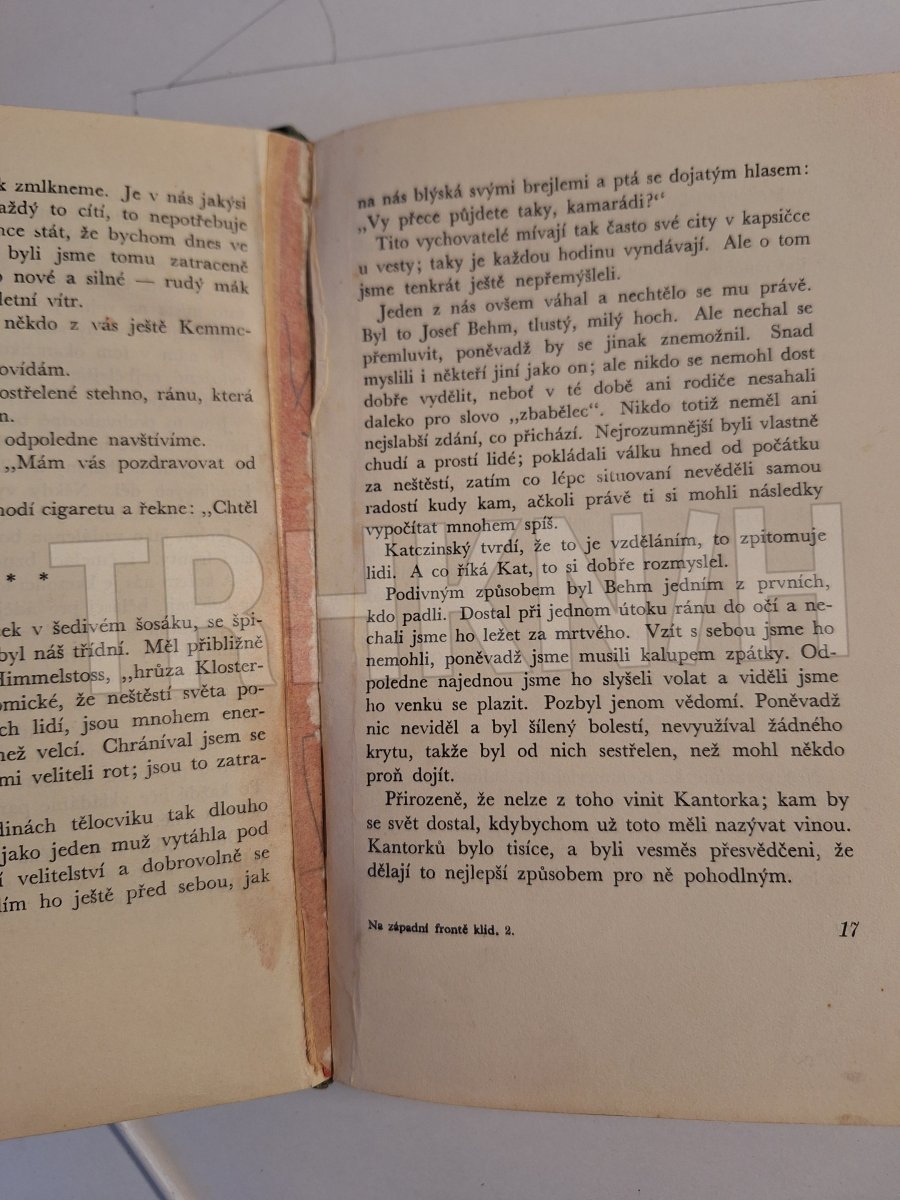 k zmlkneme. Je v nás jakýsi
aždý to cítí, to nepotřebuje
nce stát, že bychom dnes ve
byli jsme tomu zatraceně
o nové a silné — rudý mák
letní vítr.
někdo z vás ještě Kemme-
ovídám.
ostřelené stehno, ránu, která
n.
odpoledne navštívíme.
„Mám vás pozdravovat od
hodí cigaretu a řekne: „Chtěl
* *
ek v šedivém šosáku, se špi-
byl náš třídní. Měl přibližně
Himmelstoss, „hrůza Kloster-
omické, že neštěstí světa po-
ch lidí, jsou mnohem ener-
než velcí. Chráníval jsem se
mi veliteli rot; jsou to zatra-
dinách tělocviku tak dlouho
jako jeden muž vytáhla pod
í velitelství a dobrovolně se
dím ho ještě před sebou, jak
na nás blýská svými brejlemi a ptá se dojatým hlasem:
„Vy přece půjdete taky, kamarádi?“
Tito vychovatelé mívají tak často své city v kapsičce
u vesty; taky je každou hodinu vyndávají. Ale o tom
jsme tenkrát ještě nepřemýšleli.
Jeden z nás ovšem váhal a nechtělo se mu právě.
Byl to Josef Behm, tlustý, milý hoch. Ale nechal se
přemluvit, poněvadž by se jinak znemožnil. Snad
myslili i někteří jiní jako on; ale nikdo se nemohl dost
dobře vydělit, neboť v té době ani rodiče nesahali
daleko pro slovo „zbabělec“. Nikdo totiž neměl ani
nejslabší zdání, co přichází. Nejrozumnější byli vlastně
chudí a prostí lidé; pokládali válku hned od počátku
za neštěstí, zatím co lépe situovaní nevěděli samou
radostí kudy kam, ačkoli právě ti si mohli následky
vypočítat mnohem spíš.
Katczinský tvrdí, že to je vzděláním, to zpitomuje
lidi. A co říká Kat, to si dobře rozmyslel.
Podivným způsobem byl Behm jedním z prvních,
kdo padli. Dostal při jednom útoku ránu do očí a ne-
chali jsme ho ležet za mrtvého. Vzít s sebou jsme ho
nemohli, poněvadž jsme musili kalupem zpátky. Od-
poledne najednou jsme ho slyšeli volat a viděli jsme
ho venku se plazit. Pozbyl jenom vědomí. Poněvadž
nic neviděl a byl šílený bolestí, nevyužíval žádného
krytu, takže byl od nich sestřelen, než mohl někdo
proň dojít.
Přirozeně, že nelze z toho vinit Kantorka; kam by
se svět dostal, kdybychom už toto měli nazývat vinou.
Kantorků bylo tisíce, a byli vesměs přesvědčeni, že
dělají to nejlepší způsobem pro ně pohodlným.
Na západní frontě klid. 2.
17